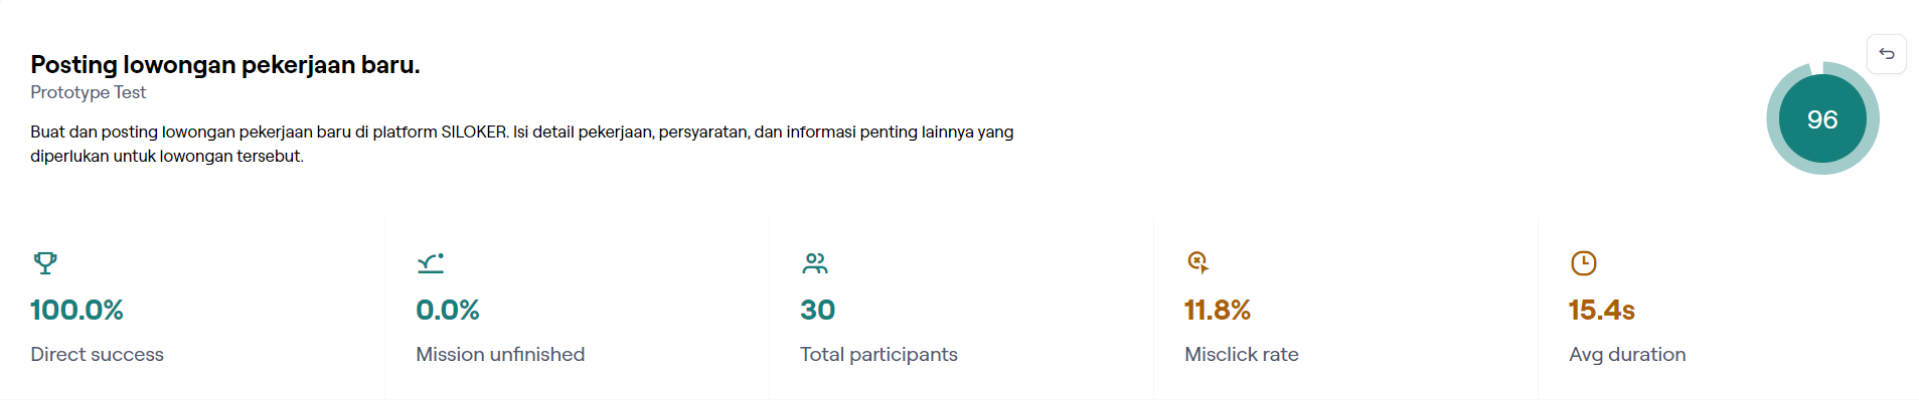 Posting lowongan pekerjaan baru.
Prototype Test
Buat dan posting lowongan pekerjaan baru di platform SILOKER. Isi detail pekerjaan, persyaratan, dan informasi penting lainnya yang
diperlukan untuk lowongan tersebut.
96
100.0%
Direct success
0.0%
Mission unfinished
30
Total participants
11.8%
Misclick rate
15.4s
Avg duration